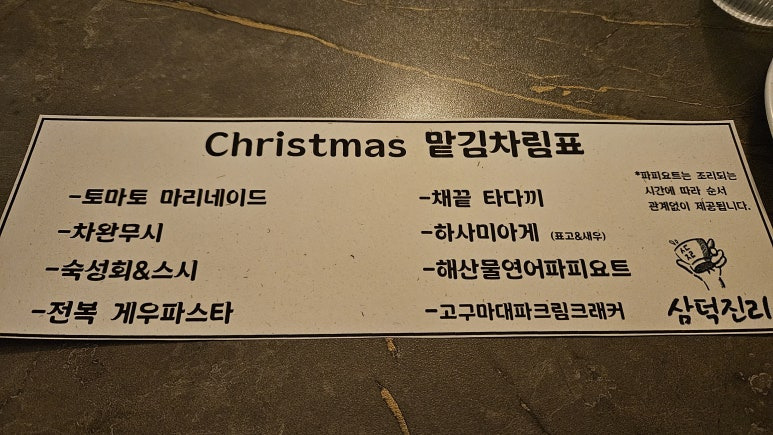 Christmas 맡김차림표
-토마토 마리네이드
-차완무시
-숙성회&스시
-전복 게우파스타
-채끝 타다끼
-하사미아게 (표고&새우)
-해산물연어파피요트
-고구마대파크림크래커
*파피요트는 조리되는
시간에 따라 순서
관계없이 제공됩니다.
삼덕진리